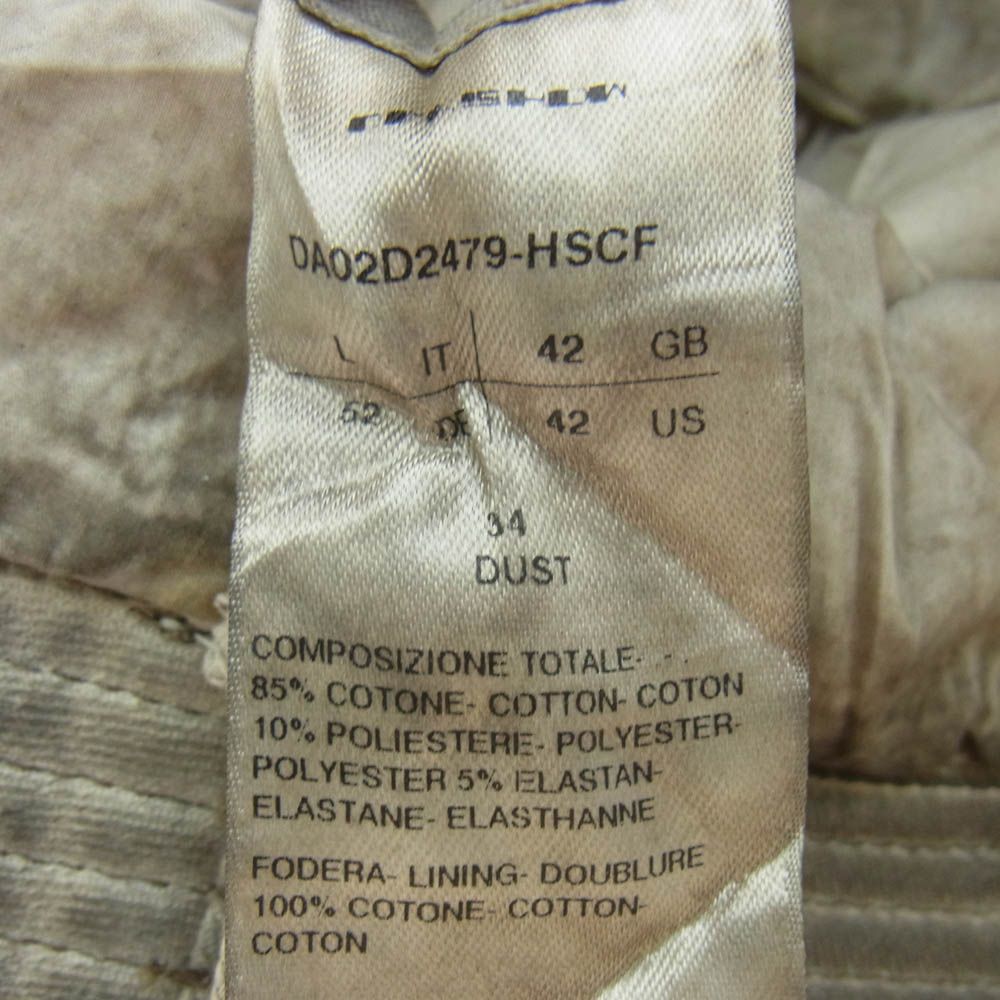 DA02D2479-HSCF
L IT 42 GB
52 DE 42 US
34
DUST
COMPOSIZIONE TOTALE-
85% COTONE- COTTON- COTON
10% POLIESTERE- POLYESTER-
POLYESTER 5% ELASTAN-
ELASTANE- ELASTHANNE
FODERA- LINING- DOUBLURE
100% COTONE- COTTON-
COTON